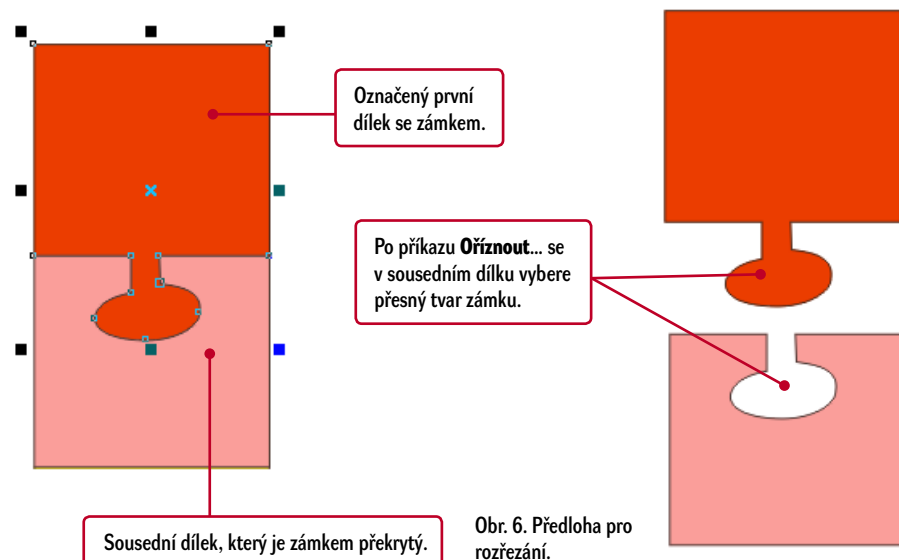 Označený první
dílek se zámkem.
Po příkazu Oříznout... se
v sousedním dílku vybere
přesný tvar zámku.
Sousední dílek, který je zámkem překrytý.
Obr. 6. Předloha pro
rozřezání.